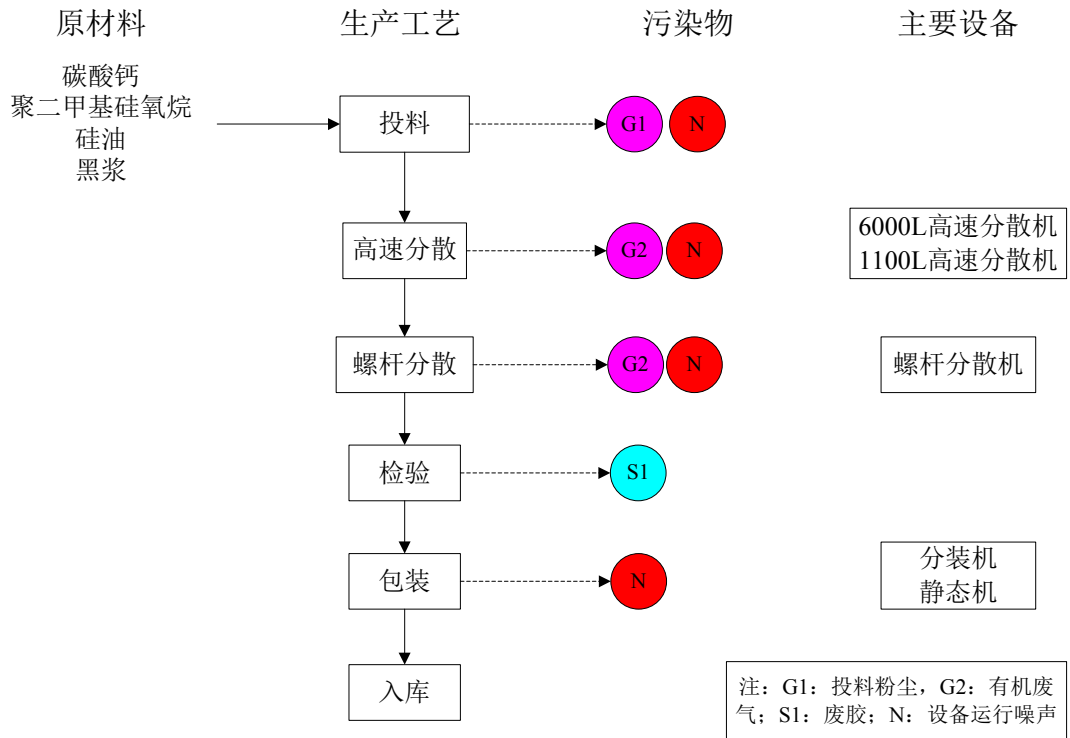 原材料
生产工艺
污染物
主要设备
碳酸钙
聚二甲基硅氧烷
硅油
黑浆
投料
G1
N
高速分散
G2
N
6000L高速分散机
1100L高速分散机
螺杆分散
G2
N
螺杆分散机
检验
S1
包装
N
分装机
静态机
入库
注：G1：投料粉尘，G2：有机废
气；S1：废胶；N：设备运行噪声